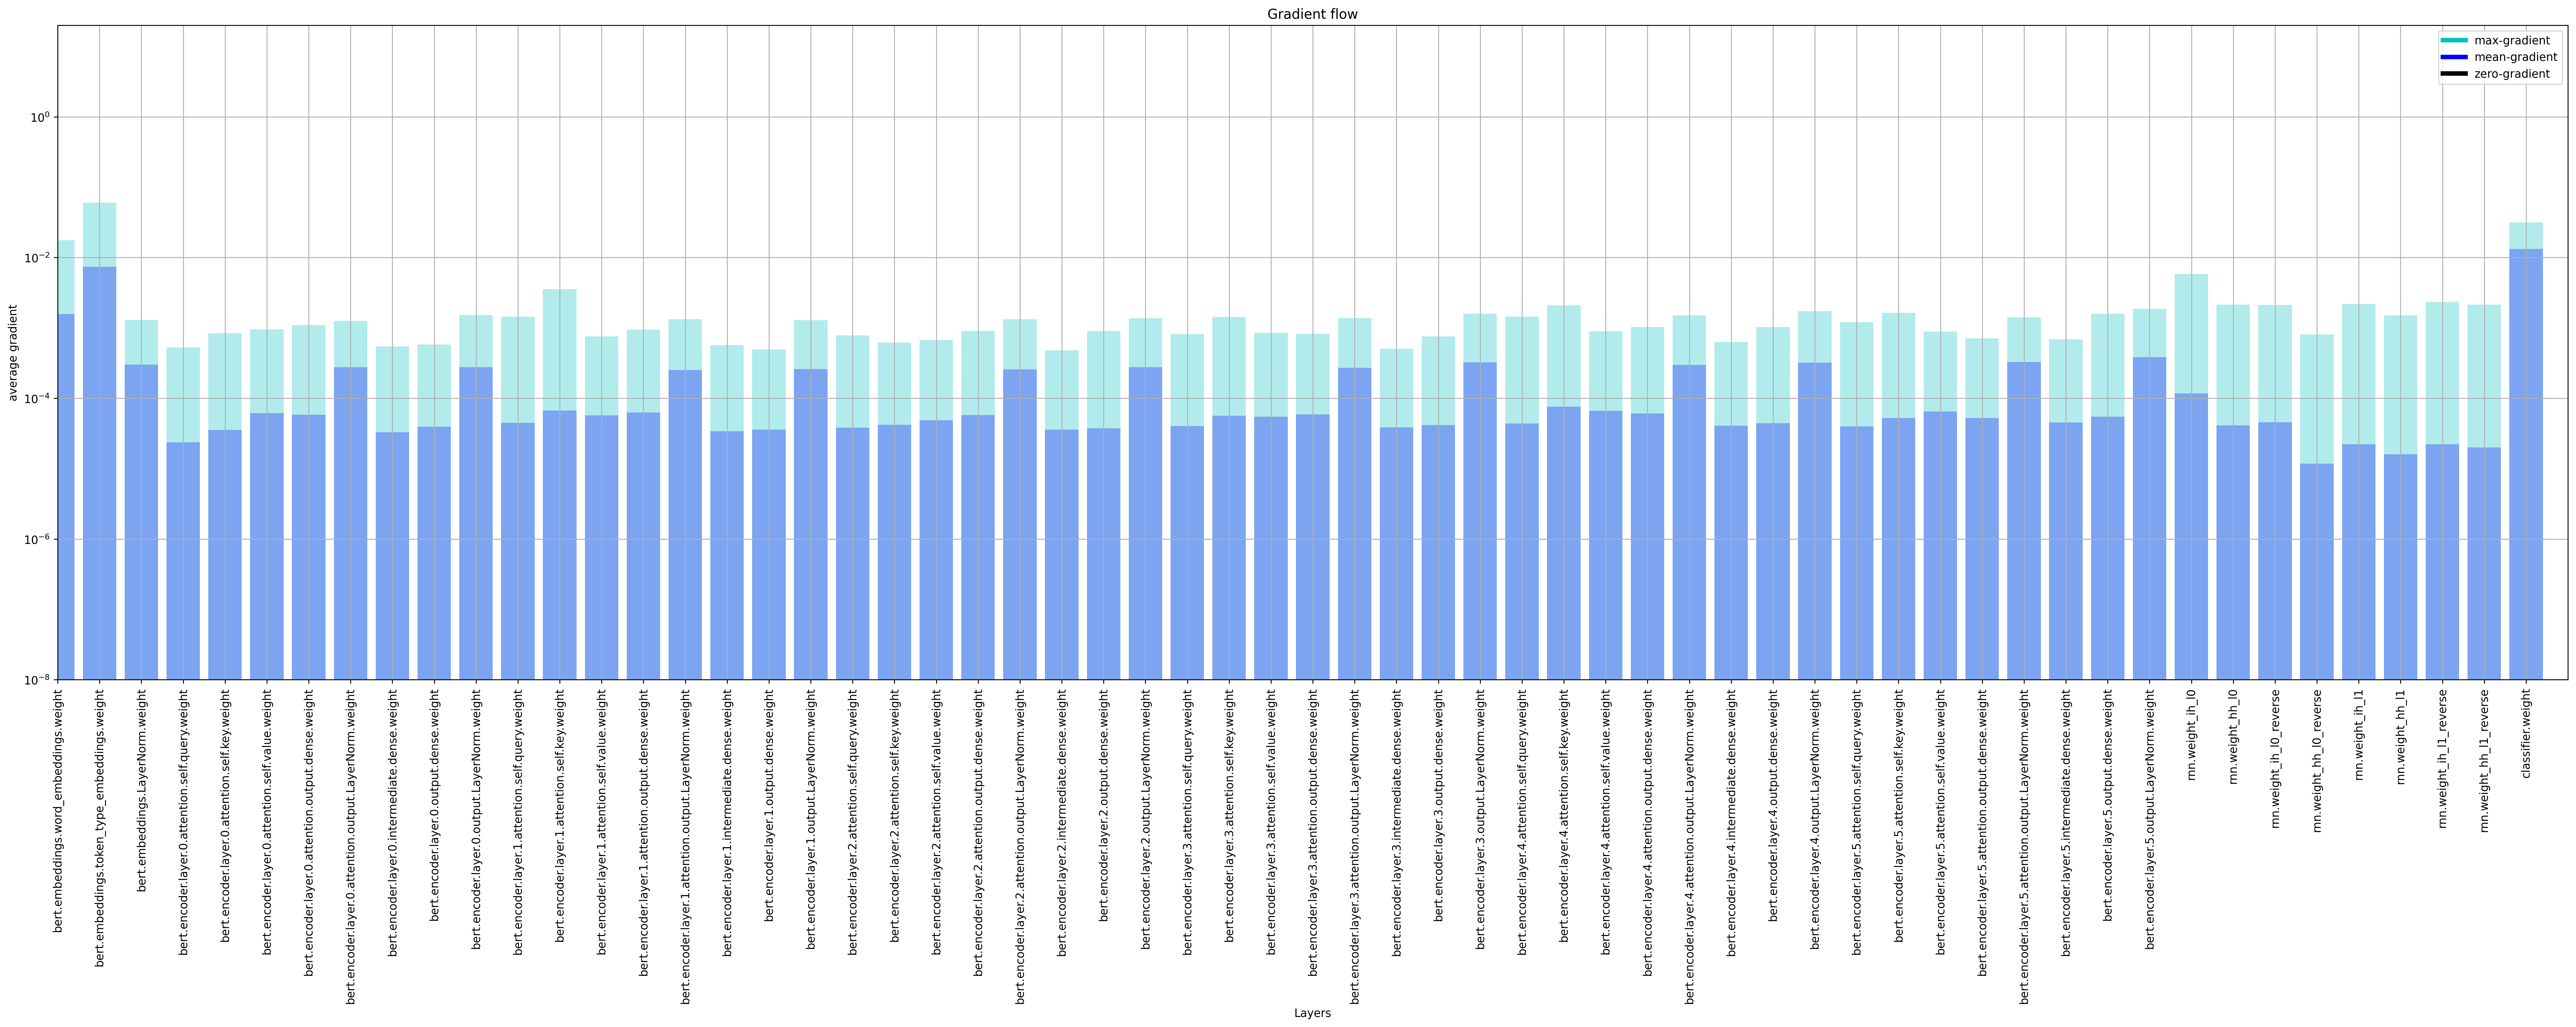 Gradient flow
max-gradient
mean-gradient
zero-gradient
average gradient
10⁰
10⁻²
10⁻⁴
10⁻⁶
10⁻⁸
bert.embeddings.word_embeddings.weight
bert.embeddings.token_type_embeddings.weight
bert.embeddings.LayerNorm.weight
bert.encoder.layer.0.attention.self.query.weight
bert.encoder.layer.0.attention.self.key.weight
bert.encoder.layer.0.attention.self.value.weight
bert.encoder.layer.0.attention.output.dense.weight
bert.encoder.layer.0.attention.output.LayerNorm.weight
bert.encoder.layer.0.intermediate.dense.weight
bert.encoder.layer.0.output.dense.weight
bert.encoder.layer.0.output.LayerNorm.weight
bert.encoder.layer.1.attention.self.query.weight
bert.encoder.layer.1.attention.self.key.weight
bert.encoder.layer.1.attention.self.value.weight
bert.encoder.layer.1.attention.output.dense.weight
bert.encoder.layer.1.attention.output.LayerNorm.weight
bert.encoder.layer.1.intermediate.dense.weight
bert.encoder.layer.1.output.dense.weight
bert.encoder.layer.1.output.LayerNorm.weight
bert.encoder.layer.2.attention.self.query.weight
bert.encoder.layer.2.attention.self.key.weight
bert.encoder.layer.2.attention.self.value.weight
bert.encoder.layer.2.attention.output.dense.weight
bert.encoder.layer.2.attention.output.LayerNorm.weight
bert.encoder.layer.2.intermediate.dense.weight
bert.encoder.layer.2.output.dense.weight
bert.encoder.layer.2.output.LayerNorm.weight
bert.encoder.layer.3.attention.self.query.weight
bert.encoder.layer.3.attention.self.key.weight
bert.encoder.layer.3.attention.self.value.weight
bert.encoder.layer.3.attention.output.dense.weight
bert.encoder.layer.3.attention.output.LayerNorm.weight
bert.encoder.layer.3.intermediate.dense.weight
bert.encoder.layer.3.output.dense.weight
bert.encoder.layer.3.output.LayerNorm.weight
bert.encoder.layer.4.attention.self.query.weight
bert.encoder.layer.4.attention.self.key.weight
bert.encoder.layer.4.attention.self.value.weight
bert.encoder.layer.4.attention.output.dense.weight
bert.encoder.layer.4.attention.output.LayerNorm.weight
bert.encoder.layer.4.intermediate.dense.weight
bert.encoder.layer.4.output.dense.weight
bert.encoder.layer.4.output.LayerNorm.weight
bert.encoder.layer.5.attention.self.query.weight
bert.encoder.layer.5.attention.self.key.weight
bert.encoder.layer.5.attention.self.value.weight
bert.encoder.layer.5.attention.output.dense.weight
bert.encoder.layer.5.attention.output.LayerNorm.weight
bert.encoder.layer.5.intermediate.dense.weight
bert.encoder.layer.5.output.dense.weight
bert.encoder.layer.5.output.LayerNorm.weight
rnn.weight_ih_l0
rnn.weight_hh_l0
rnn.weight_ih_l0_reverse
rnn.weight_hh_l0_reverse
rnn.weight_ih_l1
rnn.weight_hh_l1
rnn.weight_ih_l1_reverse
rnn.weight_hh_l1_reverse
classifier.weight
Layers